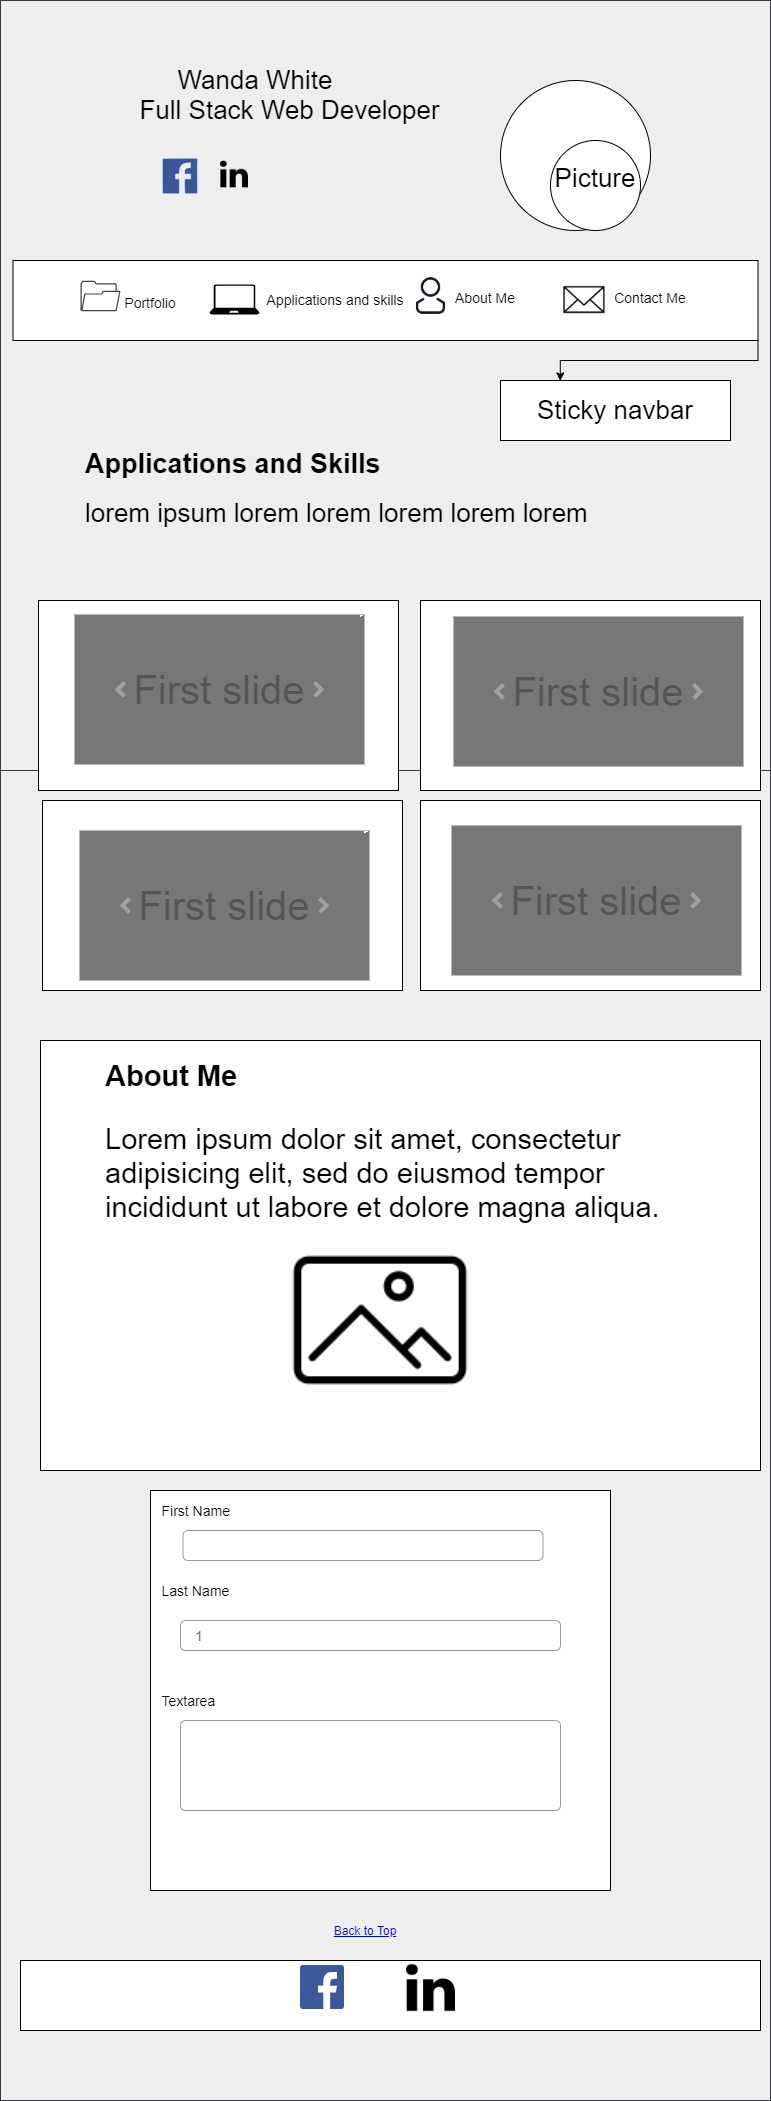 Wanda White
Full Stack Web Developer
in
Picture
Portfolio
Applications and skills
About Me
Contact Me
Sticky navbar
Applications and Skills
lorem ipsum lorem lorem lorem lorem lorem
First slide
First slide
First slide
First slide
About Me
Lorem ipsum dolor sit amet, consectetur
adipisicing elit, sed do eiusmod tempor
incididunt ut labore et dolore magna aliqua.
First Name
Last Name
1
Textarea
Back to Top
in